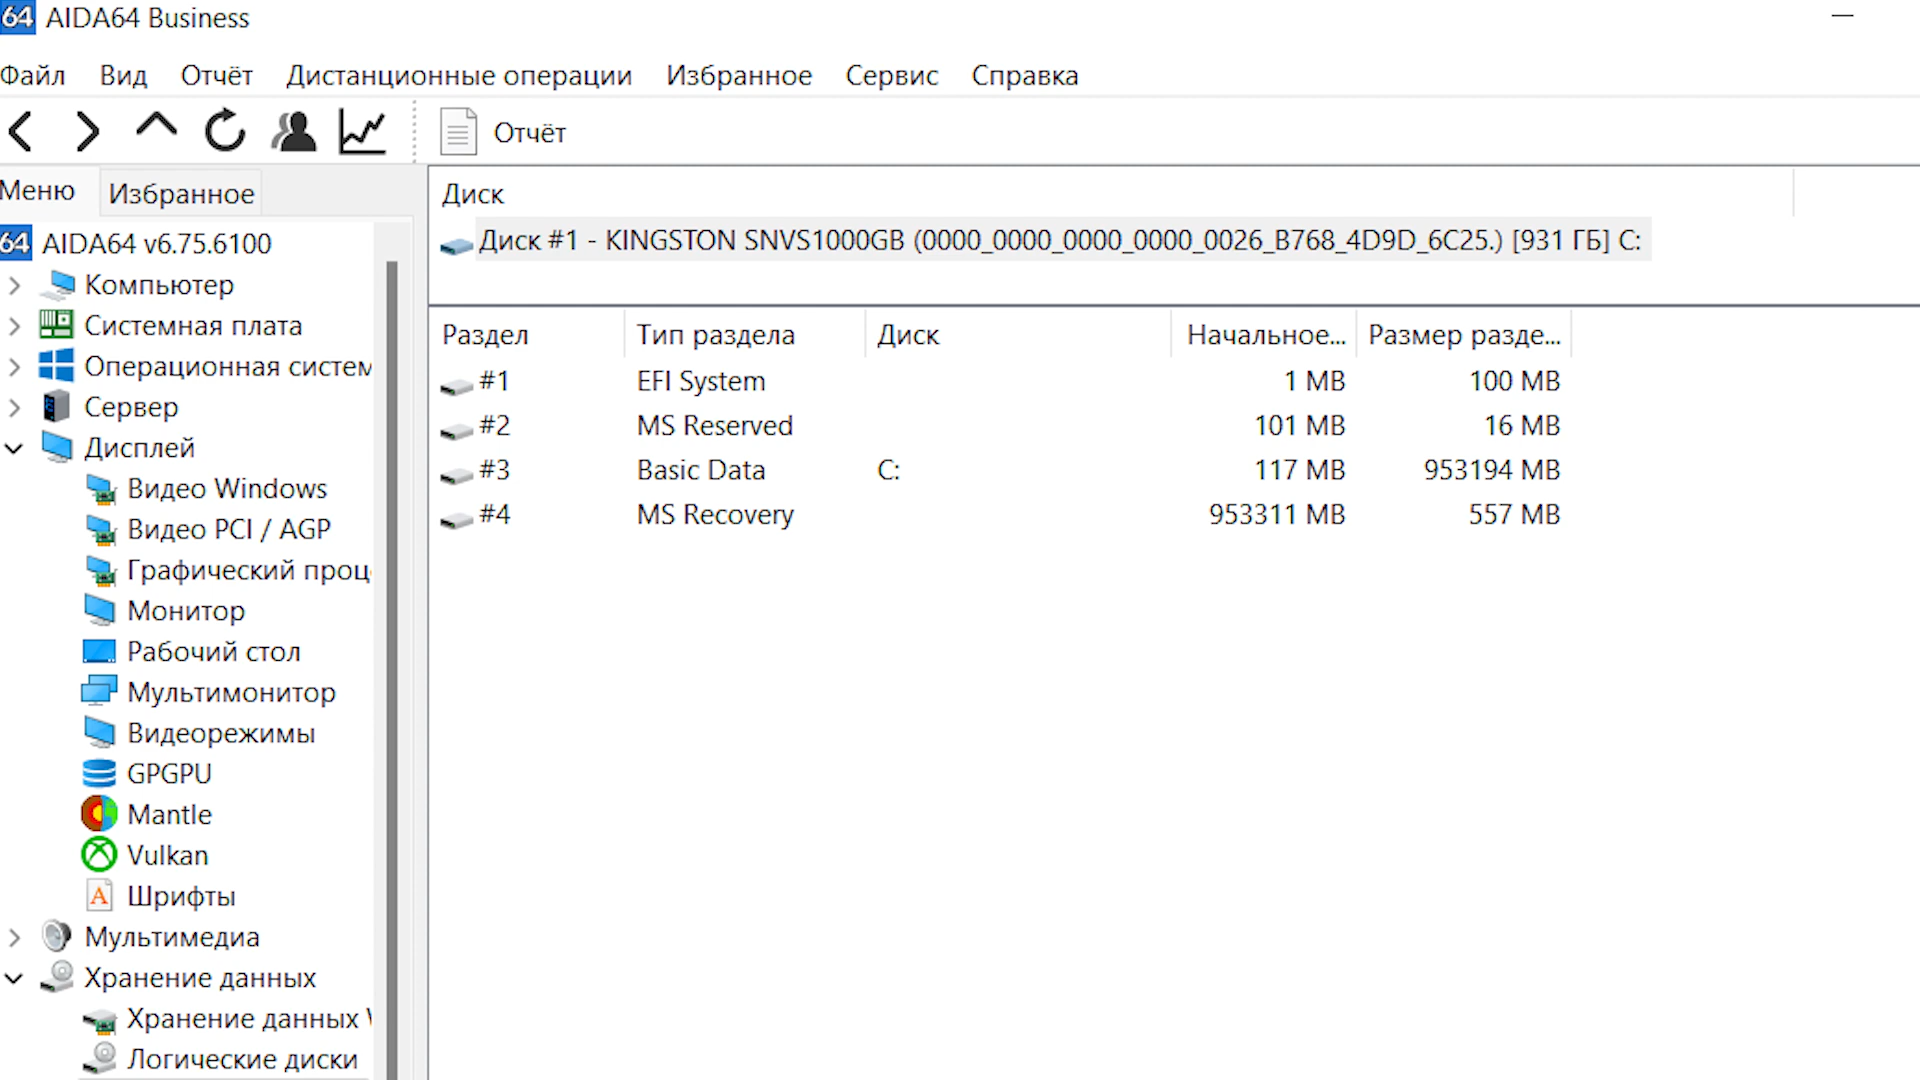 64 AIDA64 Business
Файл Вид Отчёт Дистанционные операции Избранное Сервис Справка
Отчёт
Меню Избранное
64 AIDA64 v6.75.6100
Компьютер
Системная плата
Операционная систем
Сервер
Дисплей
Видео Windows
Видео PCI / AGP
Графический проц
Монитор
Рабочий стол
Мультимонитор
Видеорежимы
GPGPU
Mantle
Vulkan
Шрифты
Мультимедиа
Хранение данных
Хранение данных
Логические диски
Диск
Диск #1 - KINGSTON SNVS1000GB (0000_0000_0000_0000_0026_B768_4D9D_6C25.) [931 ГБ] C:
Раздел Тип раздела Диск Начальное... Размер разде...
#1 EFI System 1 MB 100 MB
#2 MS Reserved 101 MB 16 MB
#3 Basic Data C: 117 MB 953194 MB
#4 MS Recovery 953311 MB 557 MB